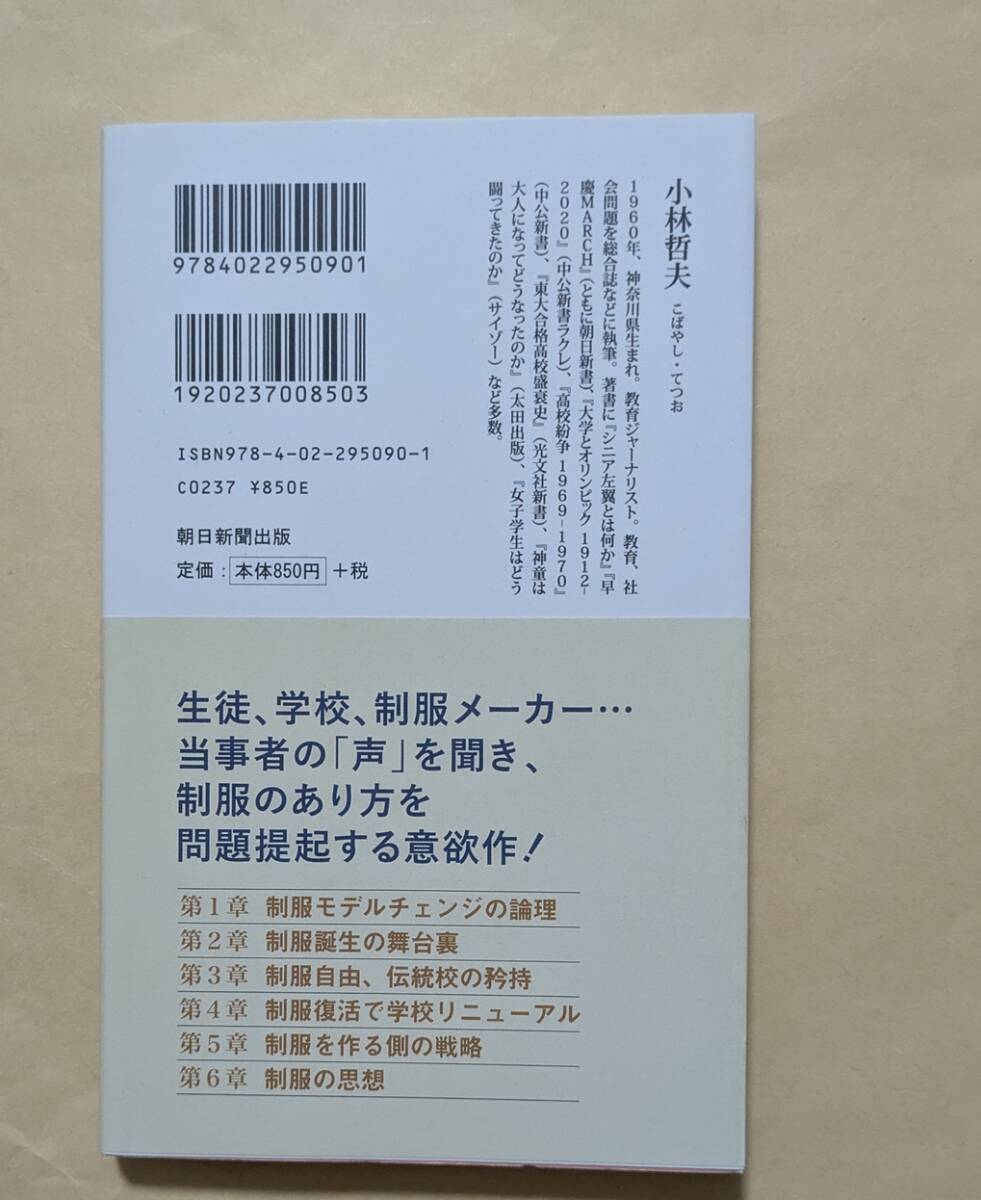 小林哲夫 こばやし・てつお
1960年、神奈川県生まれ。教育ジャーナリスト。教育、社
会問題を総合誌などに執筆。著書に『シニア左翼とは何か』『早
慶MARCH』(ともに朝日新書)、『大学とオリンピック 1912-
2020』(中公新書ラクレ)、『高校紛争 1969-1970』
(中公新書)、『東大合格高校盛衰史』(光文社新書)、『神童は
大人になってどうなったのか』(太田出版)、『女子学生はどう
闘ってきたのか』(サイゾー)など多数。
9784022950901
1920237008503
ISBN978-4-02-295090-1
C0237 ¥850E
朝日新聞出版
定価：本体850円+税
生徒、学校、制服メーカー…
当事者の「声」を聞き、
制服のあり方を
問題提起する意欲作！
第1章 制服モデルチェンジの論理
第2章 制服誕生の舞台裏
第3章 制服自由、伝統校の矜持
第4章 制服復活で学校リニューアル
第5章 制服を作る側の戦略
第6章 制服の思想